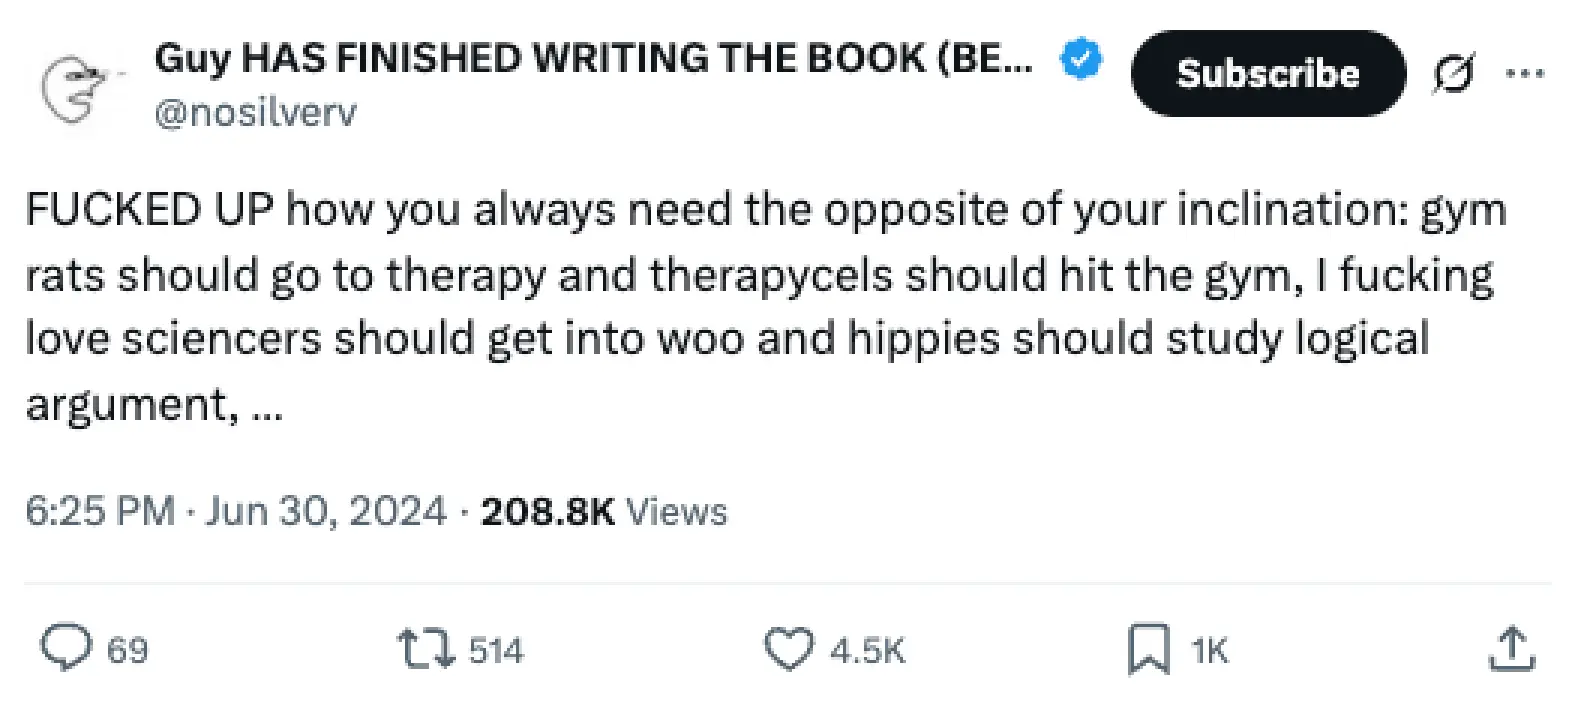 Guy HAS FINISHED WRITING THE BOOK (BE...
Subscribe
@nosilverv
FUCKED UP how you always need the opposite of your inclination: gym
rats should go to therapy and therapycels should hit the gym, I fucking
love sciencers should get into woo and hippies should study logical
argument, ...
6:25 PM · Jun 30, 2024 · 208.8K Views
69 514 4.5K 1K